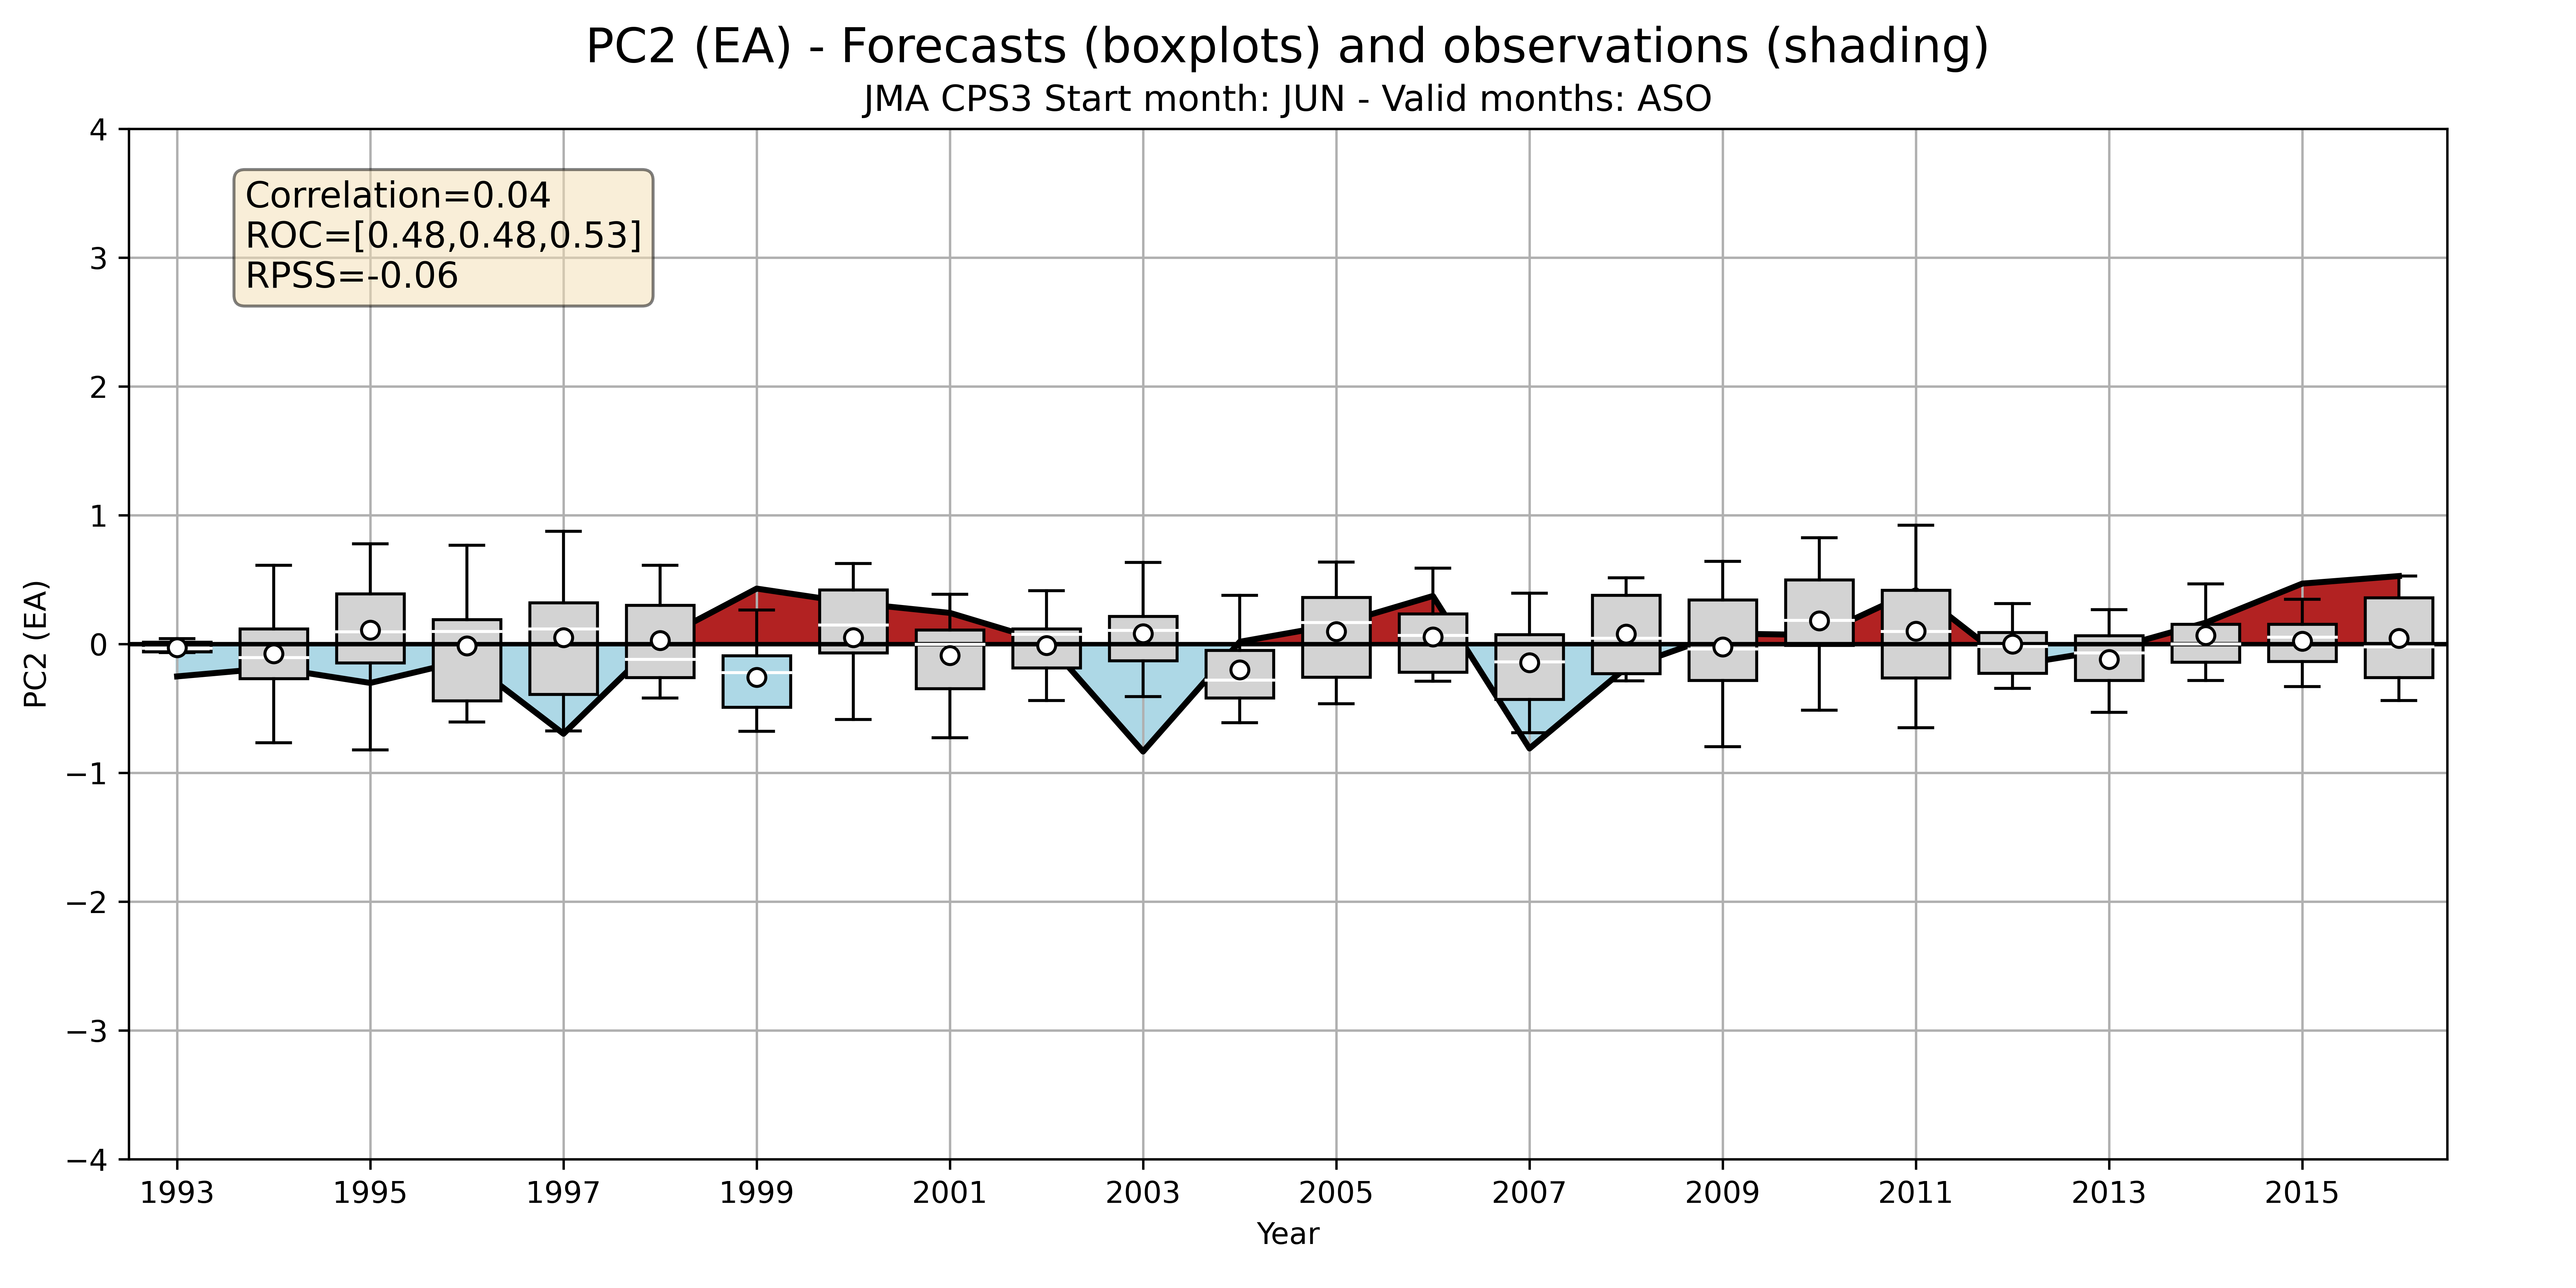 PC2 (EA) - Forecasts (boxplots) and observations (shading)
JMA CPS3 Start month: JUN - Valid months: ASO
Correlation=0.04
ROC=[0.48,0.48,0.53]
RPSS=-0.06
PC2 (EA)
4
3
2
1
0
−1
−2
−3
−4
1993 1995 1997 1999 2001 2003 2005 2007 2009 2011 2013 2015
Year